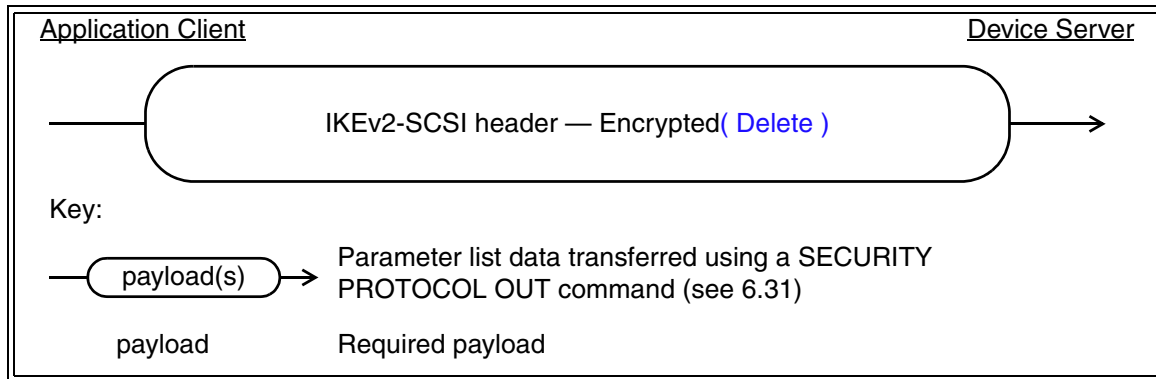 Application Client Device Server
IKEv2-SCSI header — Encrypted( Delete )
Key:
payload(s) Parameter list data transferred using a SECURITY
PROTOCOL OUT command (see 6.31)
payload Required payload